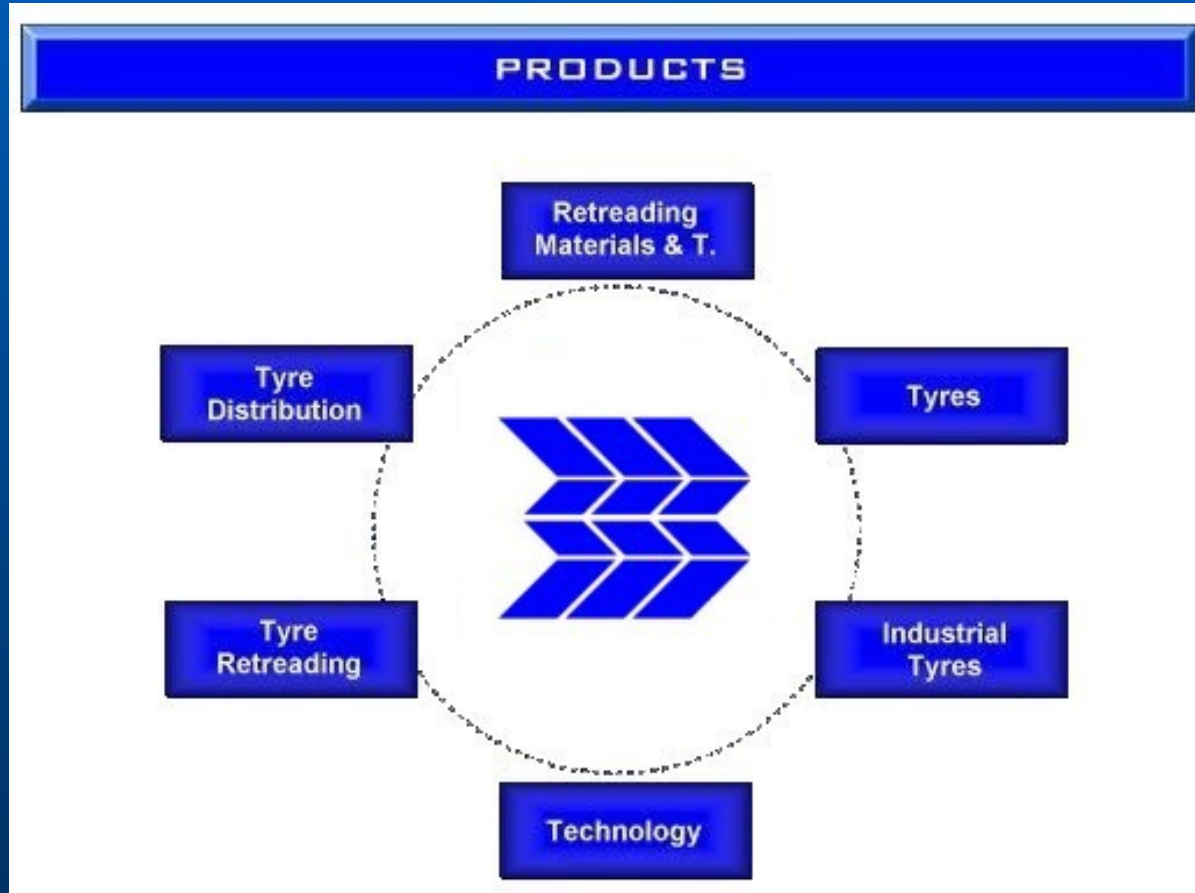 PRODUCTS
Retreading
Materials & T.
Tyre
Distribution
Tyres
Tyre
Retreading
Industrial
Tyres
Technology